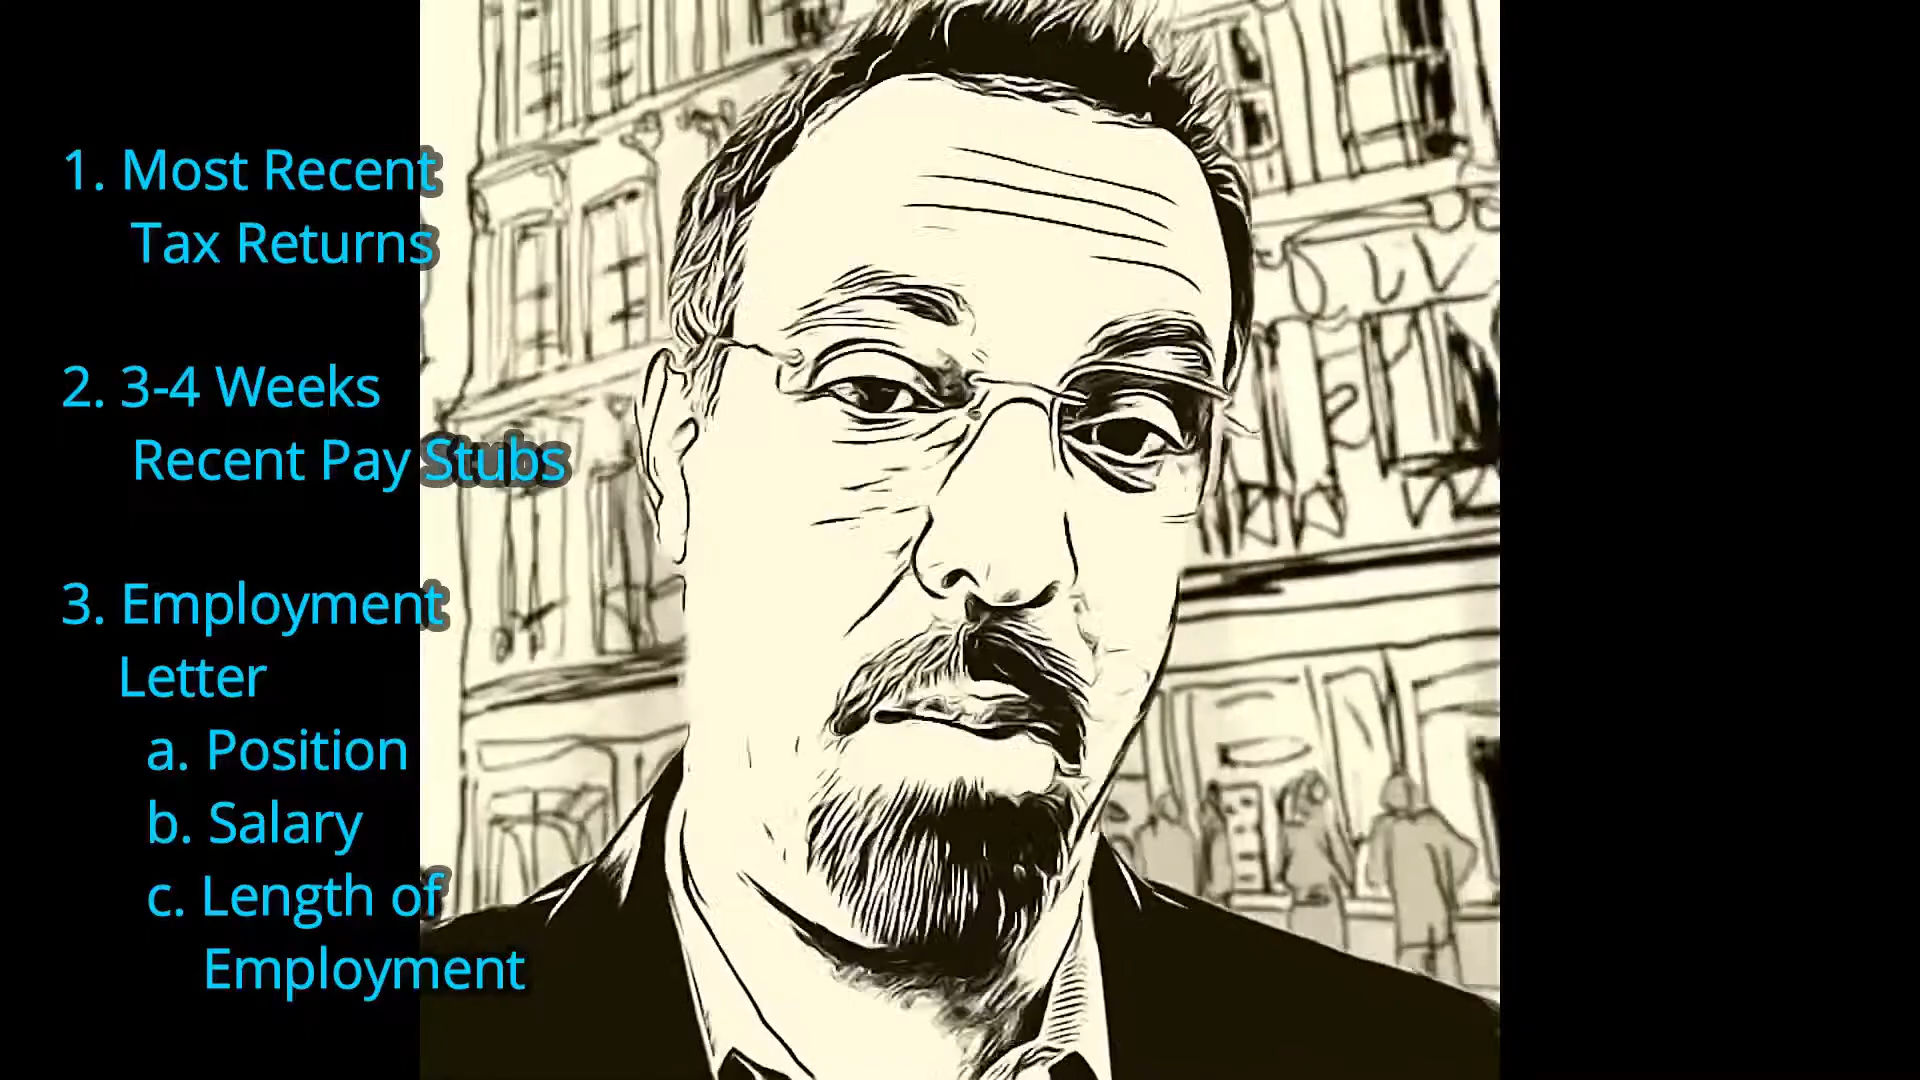 1. Most Recent
Tax Returns
2. 3-4 Weeks
Recent Pay Stubs
3. Employment
Letter
a. Position
b. Salary
c. Length of
Employment